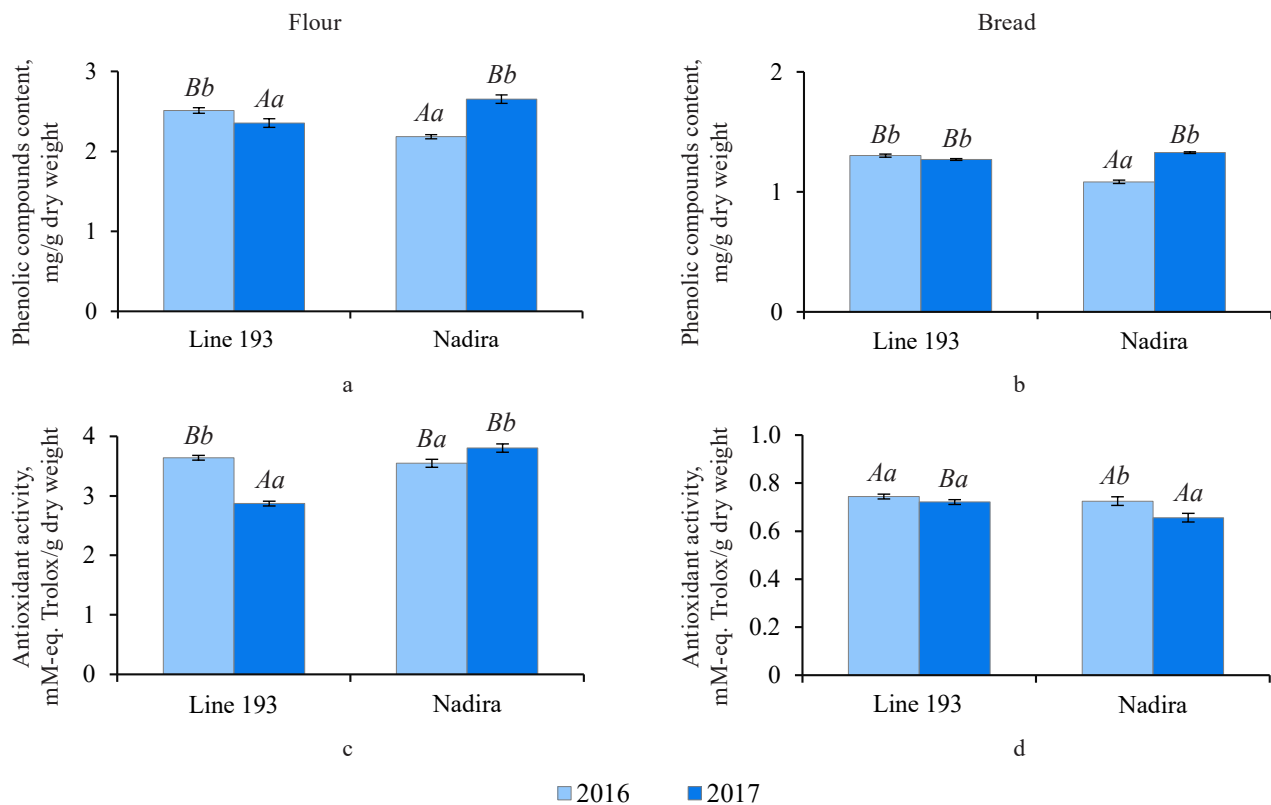 Flour
Phenolic compounds content,
mg/g dry weight
3
2
1
0
Bb
Aa
Aa
Bb
Line 193
Nadira
a
Bread
Phenolic compounds content,
mg/g dry weight
2
1
0
Bb
Bb
Aa
Bb
Line 193
Nadira
b
Antioxidant activity,
mM-eq. Trolox/g dry weight
4
3
2
1
0
Bb
Aa
Ba
Bb
Line 193
Nadira
c
Antioxidant activity,
mM-eq. Trolox/g dry weight
1.0
0.8
0.6
0.4
0.2
0
Aa
Ba
Ab
Aa
Line 193
Nadira
d
2016
2017